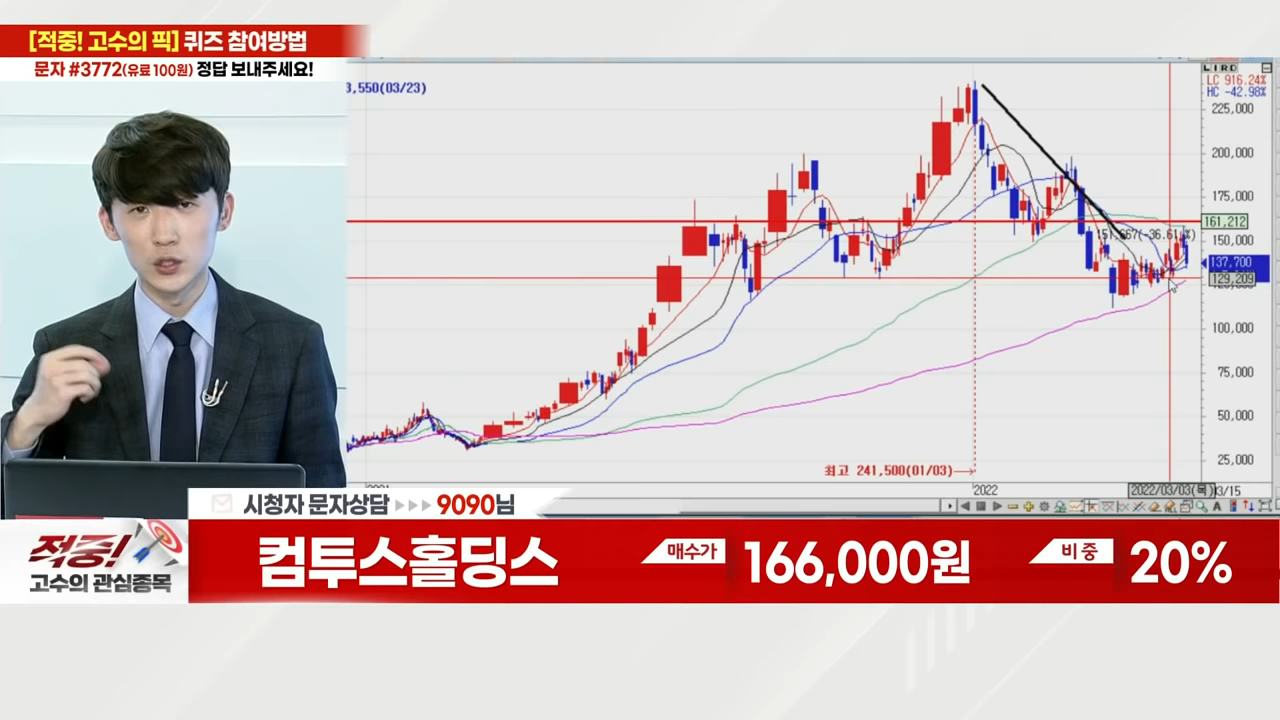 [적중! 고수의 픽] 퀴즈 참여방법
문자 #3772(유료 100원) 정답 보내주세요!
3,550(03/23)
LC 916.24%
HC -42.98%
225,000
200,000
175,000
161,212
150,000
137,700
129,209
100,000
75,000
50,000
25,000
최고 241,500(01/03)
2022
2022/03/03(목)
3/15
시청자 문자상담 ▸▸▸ 9090님
적중!
고수의 관심종목
컴투스홀딩스
매수가
166,000원
비중
20%